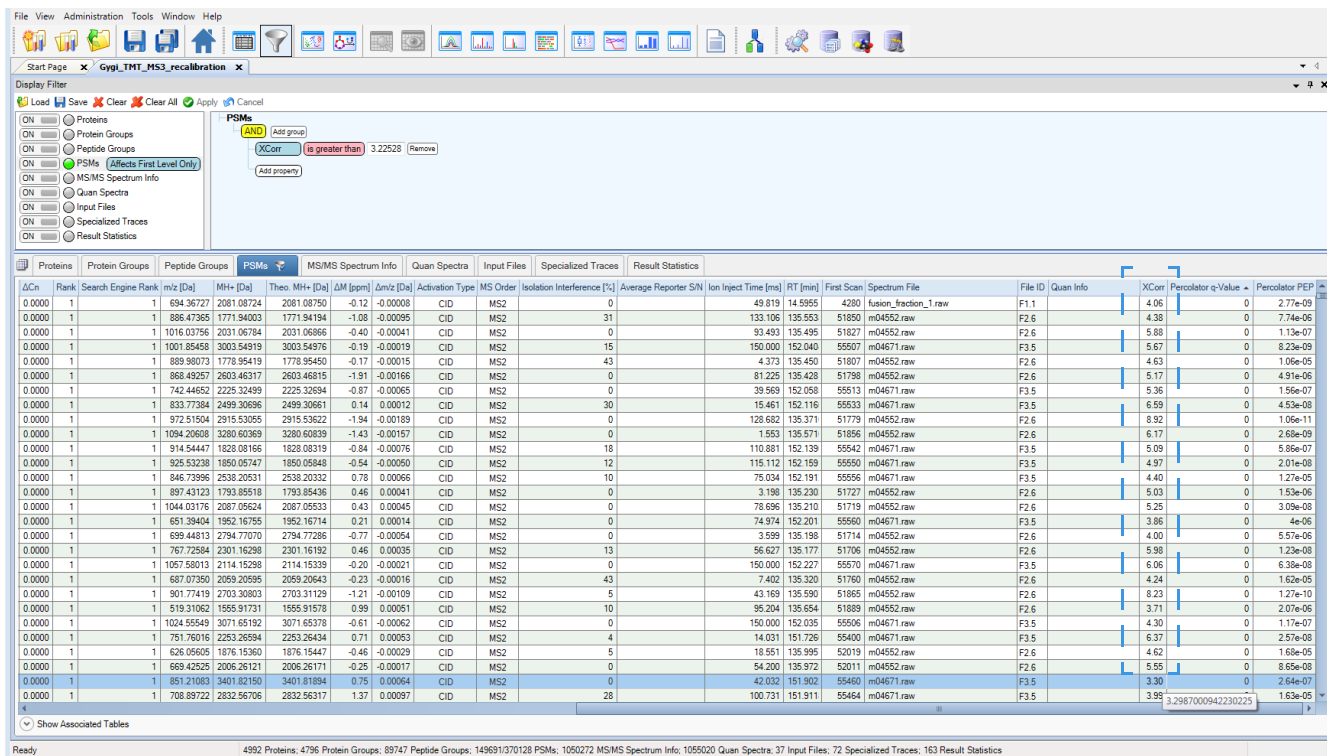 File View Administration Tools Window Help
Start Page x Gygi_TMT_MS3_recalibration x
Display Filter
Load Save Clear Clear All Apply Cancel
ON Proteins
ON Protein Groups
ON Peptide Groups
ON PSMs Affects First Level Only
ON MS/MS Spectrum Info
ON Quan Spectra
ON Input Files
ON Specialized Traces
ON Result Statistics
PSMs
AND Add group
XCorr is greater than 3.22528 Remove
Add property
Proteins Protein Groups Peptide Groups PSMs MS/MS Spectrum Info Quan Spectra Input Files Specialized Traces Result Statistics
ΔCn Rank Search Engine Rank m/z [Da] MH+ [Da] Theo. MH+ [Da] ΔM [ppm] Δm/z [Da] Activation Type MS Order Isolation Interference [%] Average Reporter S/N Ion Inject Time [ms] RT [min] First Scan Spectrum File File ID Quan Info XCorr Percolator q-Value Percolator PEP
0.0000 1 1 694.36727 2081.08724 2081.08750 -0.12 -0.00008 CID MS2 0 49.819 14.5955 4280 fusion_fraction_1.raw F1.1 4.06 0 2.77e-09
0.0000 1 1 886.47365 1771.94003 1771.94194 -1.08 -0.00095 CID MS2 31 133.106 135.553 51850 m04552.raw F2.6 4.38 0 7.74e-06
0.0000 1 1 1016.03756 2031.06784 2031.06866 -0.40 -0.00041 CID MS2 0 93.493 135.495 51827 m04552.raw F2.6 5.88 0 1.13e-07
0.0000 1 1 1001.85458 3003.54919 3003.54976 -0.19 -0.00019 CID MS2 15 150.000 152.040 55507 m04671.raw F3.5 5.67 0 8.23e-09
0.0000 1 1 889.98073 1778.95419 1778.95450 -0.17 -0.00015 CID MS2 43 4.373 135.450 51807 m04552.raw F2.6 4.63 0 1.06e-05
0.0000 1 1 868.49257 2603.46317 2603.46815 -1.91 -0.00166 CID MS2 0 81.225 135.428 51798 m04552.raw F2.6 5.17 0 4.91e-06
0.0000 1 1 742.44652 2225.32499 2225.32694 -0.87 -0.00065 CID MS2 0 39.569 152.058 55513 m04671.raw F3.5 5.36 0 1.56e-07
0.0000 1 1 833.77384 2499.30696 2499.30661 0.14 0.00012 CID MS2 30 15.461 152.116 55533 m04671.raw F3.5 6.59 0 4.53e-08
0.0000 1 1 972.51504 2915.53055 2915.53622 -1.94 -0.00189 CID MS2 0 128.682 135.371 51779 m04552.raw F2.6 8.92 0 1.06e-11
0.0000 1 1 1094.20608 3280.60369 3280.60839 -1.43 -0.00157 CID MS2 0 1.553 135.571 51856 m04552.raw F2.6 6.17 0 2.68e-09
0.0000 1 1 914.54447 1828.08166 1828.08319 -0.84 -0.00076 CID MS2 18 110.881 152.139 55542 m04671.raw F3.5 5.09 0 5.86e-07
0.0000 1 1 925.53238 1850.05747 1850.05848 -0.54 -0.00050 CID MS2 12 115.112 152.159 55550 m04671.raw F3.5 4.97 0 2.01e-08
0.0000 1 1 846.73996 2538.20531 2538.20332 0.78 0.00066 CID MS2 10 75.034 152.191 55556 m04671.raw F3.5 4.40 0 1.27e-05
0.0000 1 1 897.43123 1793.85518 1793.85436 0.46 0.00041 CID MS2 0 3.198 135.230 51727 m04552.raw F2.6 5.03 0 1.53e-06
0.0000 1 1 1044.03176 2087.05624 2087.05533 0.43 0.00045 CID MS2 0 78.696 135.210 51719 m04552.raw F2.6 5.25 0 3.09e-08
0.0000 1 1 651.39404 1952.16755 1952.16714 0.21 0.00014 CID MS2 0 74.974 152.201 55560 m04671.raw F3.5 3.86 0 4e-06
0.0000 1 1 699.44813 2794.77070 2794.77286 -0.77 -0.00054 CID MS2 0 3.599 135.198 51714 m04552.raw F2.6 4.00 0 5.57e-06
0.0000 1 1 767.72584 2301.16298 2301.16192 0.46 0.00035 CID MS2 13 56.627 135.177 51706 m04552.raw F2.6 5.98 0 1.23e-08
0.0000 1 1 1057.58013 2114.15298 2114.15339 -0.20 -0.00021 CID MS2 0 150.000 152.227 55570 m04671.raw F3.5 6.06 0 6.38e-08
0.0000 1 1 687.07350 2059.20595 2059.20643 -0.23 -0.00016 CID MS2 43 7.402 135.320 51760 m04552.raw F2.6 4.24 0 1.62e-05
0.0000 1 1 901.77419 2703.30803 2703.31129 -1.21 -0.00109 CID MS2 5 43.169 135.590 51865 m04552.raw F2.6 8.23 0 1.27e-10
0.0000 1 1 519.31062 1555.91731 1555.91578 0.99 0.00051 CID MS2 10 95.204 135.654 51889 m04552.raw F2.6 3.71 0 2.07e-06
0.0000 1 1 1024.55549 3071.65192 3071.65378 -0.61 -0.00062 CID MS2 0 150.000 152.035 55506 m04671.raw F3.5 4.30 0 1.17e-07
0.0000 1 1 751.76016 2253.26594 2253.26434 0.71 0.00053 CID MS2 4 14.031 151.726 55400 m04671.raw F3.5 6.37 0 2.57e-08
0.0000 1 1 626.05605 1876.15360 1876.15447 -0.46 -0.00029 CID MS2 5 18.551 135.995 52019 m04552.raw F2.6 4.62 0 1.68e-05
0.0000 1 1 669.42525 2006.26121 2006.26171 -0.25 -0.00017 CID MS2 0 54.200 135.972 52011 m04552.raw F2.6 5.55 0 8.65e-08
0.0000 1 1 851.21083 3401.82150 3401.81894 0.75 0.00064 CID MS2 0 42.032 151.902 55460 m04671.raw F3.5 3.30 0 2.64e-07
0.0000 1 1 708.89722 2832.56706 2832.56317 1.37 0.00097 CID MS2 28 100.731 151.911 55464 m04671.raw F3.5 3.99 0 1.63e-05
3.2987000942230225
Show Associated Tables
Ready 4992 Proteins; 4796 Protein Groups; 89747 Peptide Groups; 149691/370128 PSMs; 1050272 MS/MS Spectrum Info; 1055020 Quan Spectra; 37 Input Files; 72 Specialized Traces; 163 Result Statistics